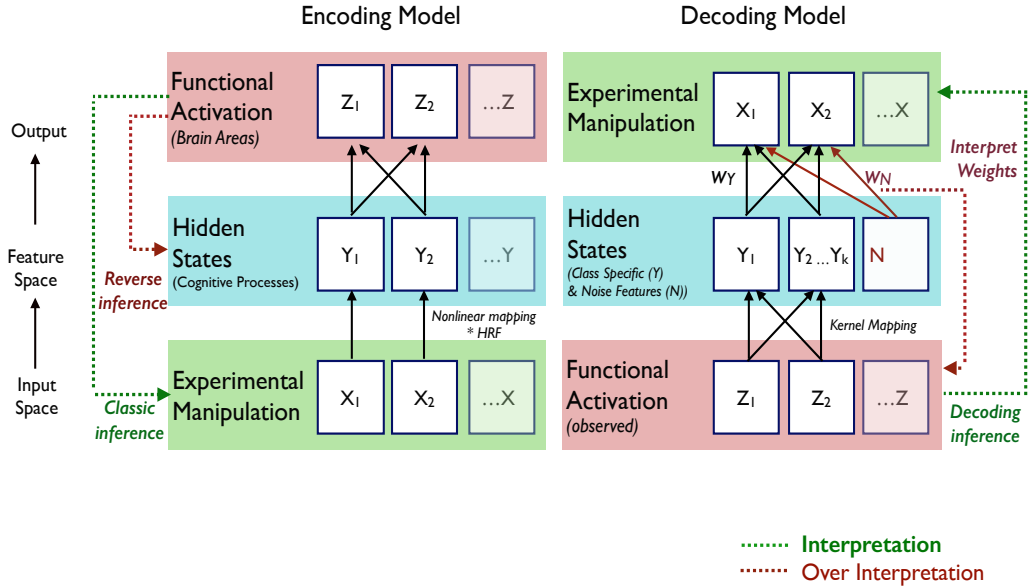 Encoding Model
Decoding Model
Output
Feature
Space
Input
Space
Functional
Activation
(Brain Areas)
Z1
Z2
...Z
Hidden
States
(Cognitive Processes)
Y1
Y2
...Y
Reverse
inference
Nonlinear mapping
* HRF
Experimental
Manipulation
X1
X2
...X
Classic
inference
Experimental
Manipulation
X1
X2
...X
wY
wN
Interpret
Weights
Hidden
States
(Class Specific (Y)
& Noise Features (N))
Y1
Y2 ...Yk
N
Kernel Mapping
Functional
Activation
(observed)
Z1
Z2
...Z
Decoding
inference
Interpretation
Over Interpretation